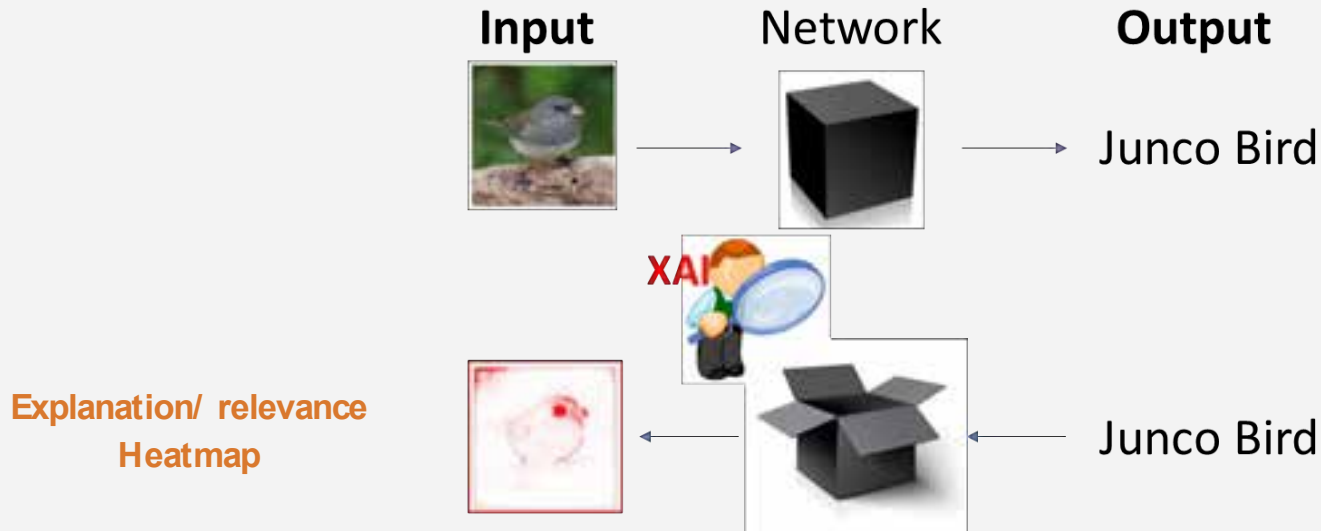 Input
Network
Output
Junco Bird
XAI
Explanation/ relevance
Heatmap
Junco Bird